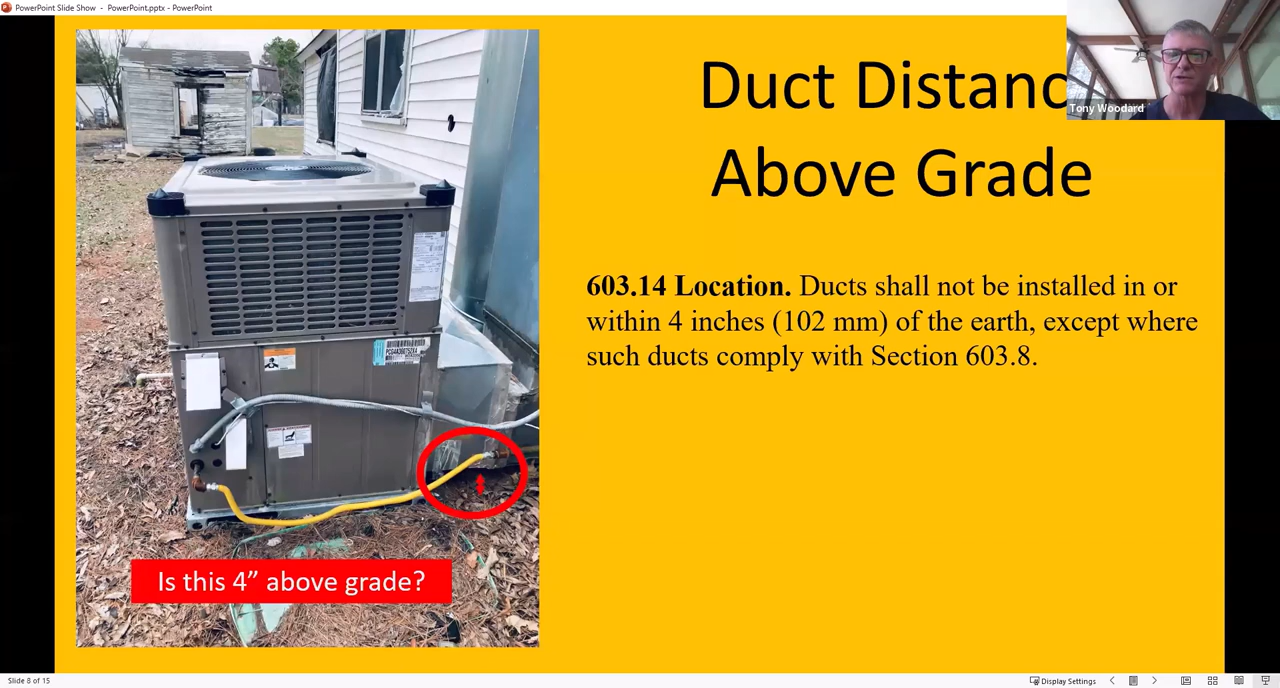 PowerPoint Slide Show - PowerPoint.pptx - PowerPoint
Duct Distanc
Tony Woodard
Above Grade
603.14 Location. Ducts shall not be installed in or
within 4 inches (102 mm) of the earth, except where
such ducts comply with Section 603.8.
Is this 4” above grade?
Slide 8 of 15
Display Settings